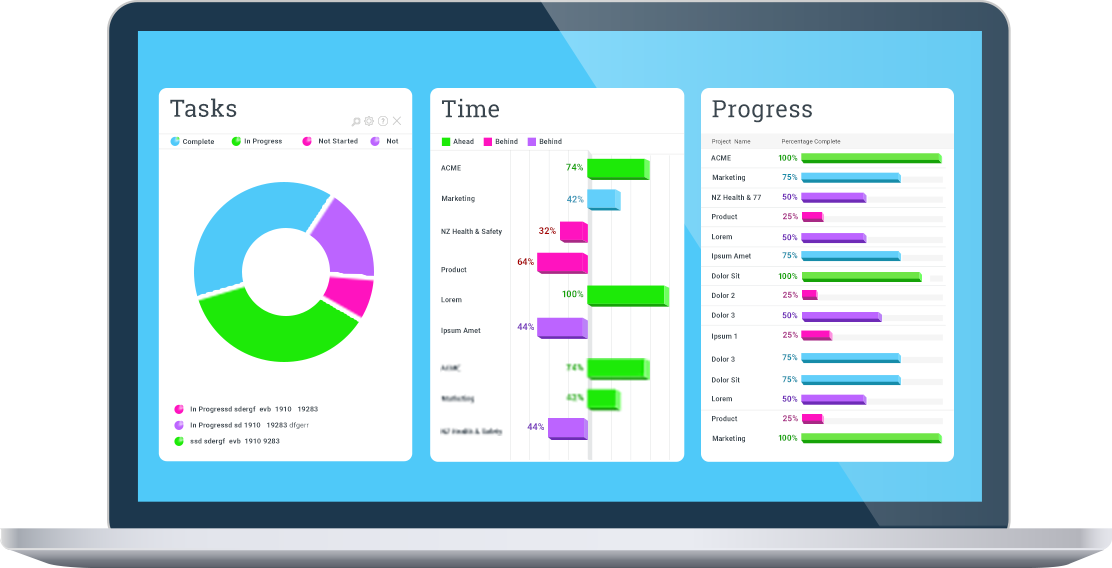 Tasks
Complete In Progress Not Started Not
In Progressd sdergf evb 1910 19283
In Progressd sd 1910 19283 dfgerr
ssd sdergf evb 1910 9283
Time
Ahead Behind Behind
ACME 74%
Marketing 42%
NZ Health & Safety 32%
Product 64%
Lorem 100%
Ipsum Amet 44%
ACMC 74%
Marketing 43%
NZ Health & Safety 44%
Progress
Project Name Percentage Complete
ACME 100%
Marketing 75%
NZ Health & 77 50%
Product 25%
Lorem 50%
Ipsum Amet 75%
Dolor Sit 100%
Dolor 2 25%
Dolor 3 50%
Ipsum 1 25%
Dolor 3 75%
Dolor Sit 75%
Lorem 50%
Product 25%
Marketing 100%